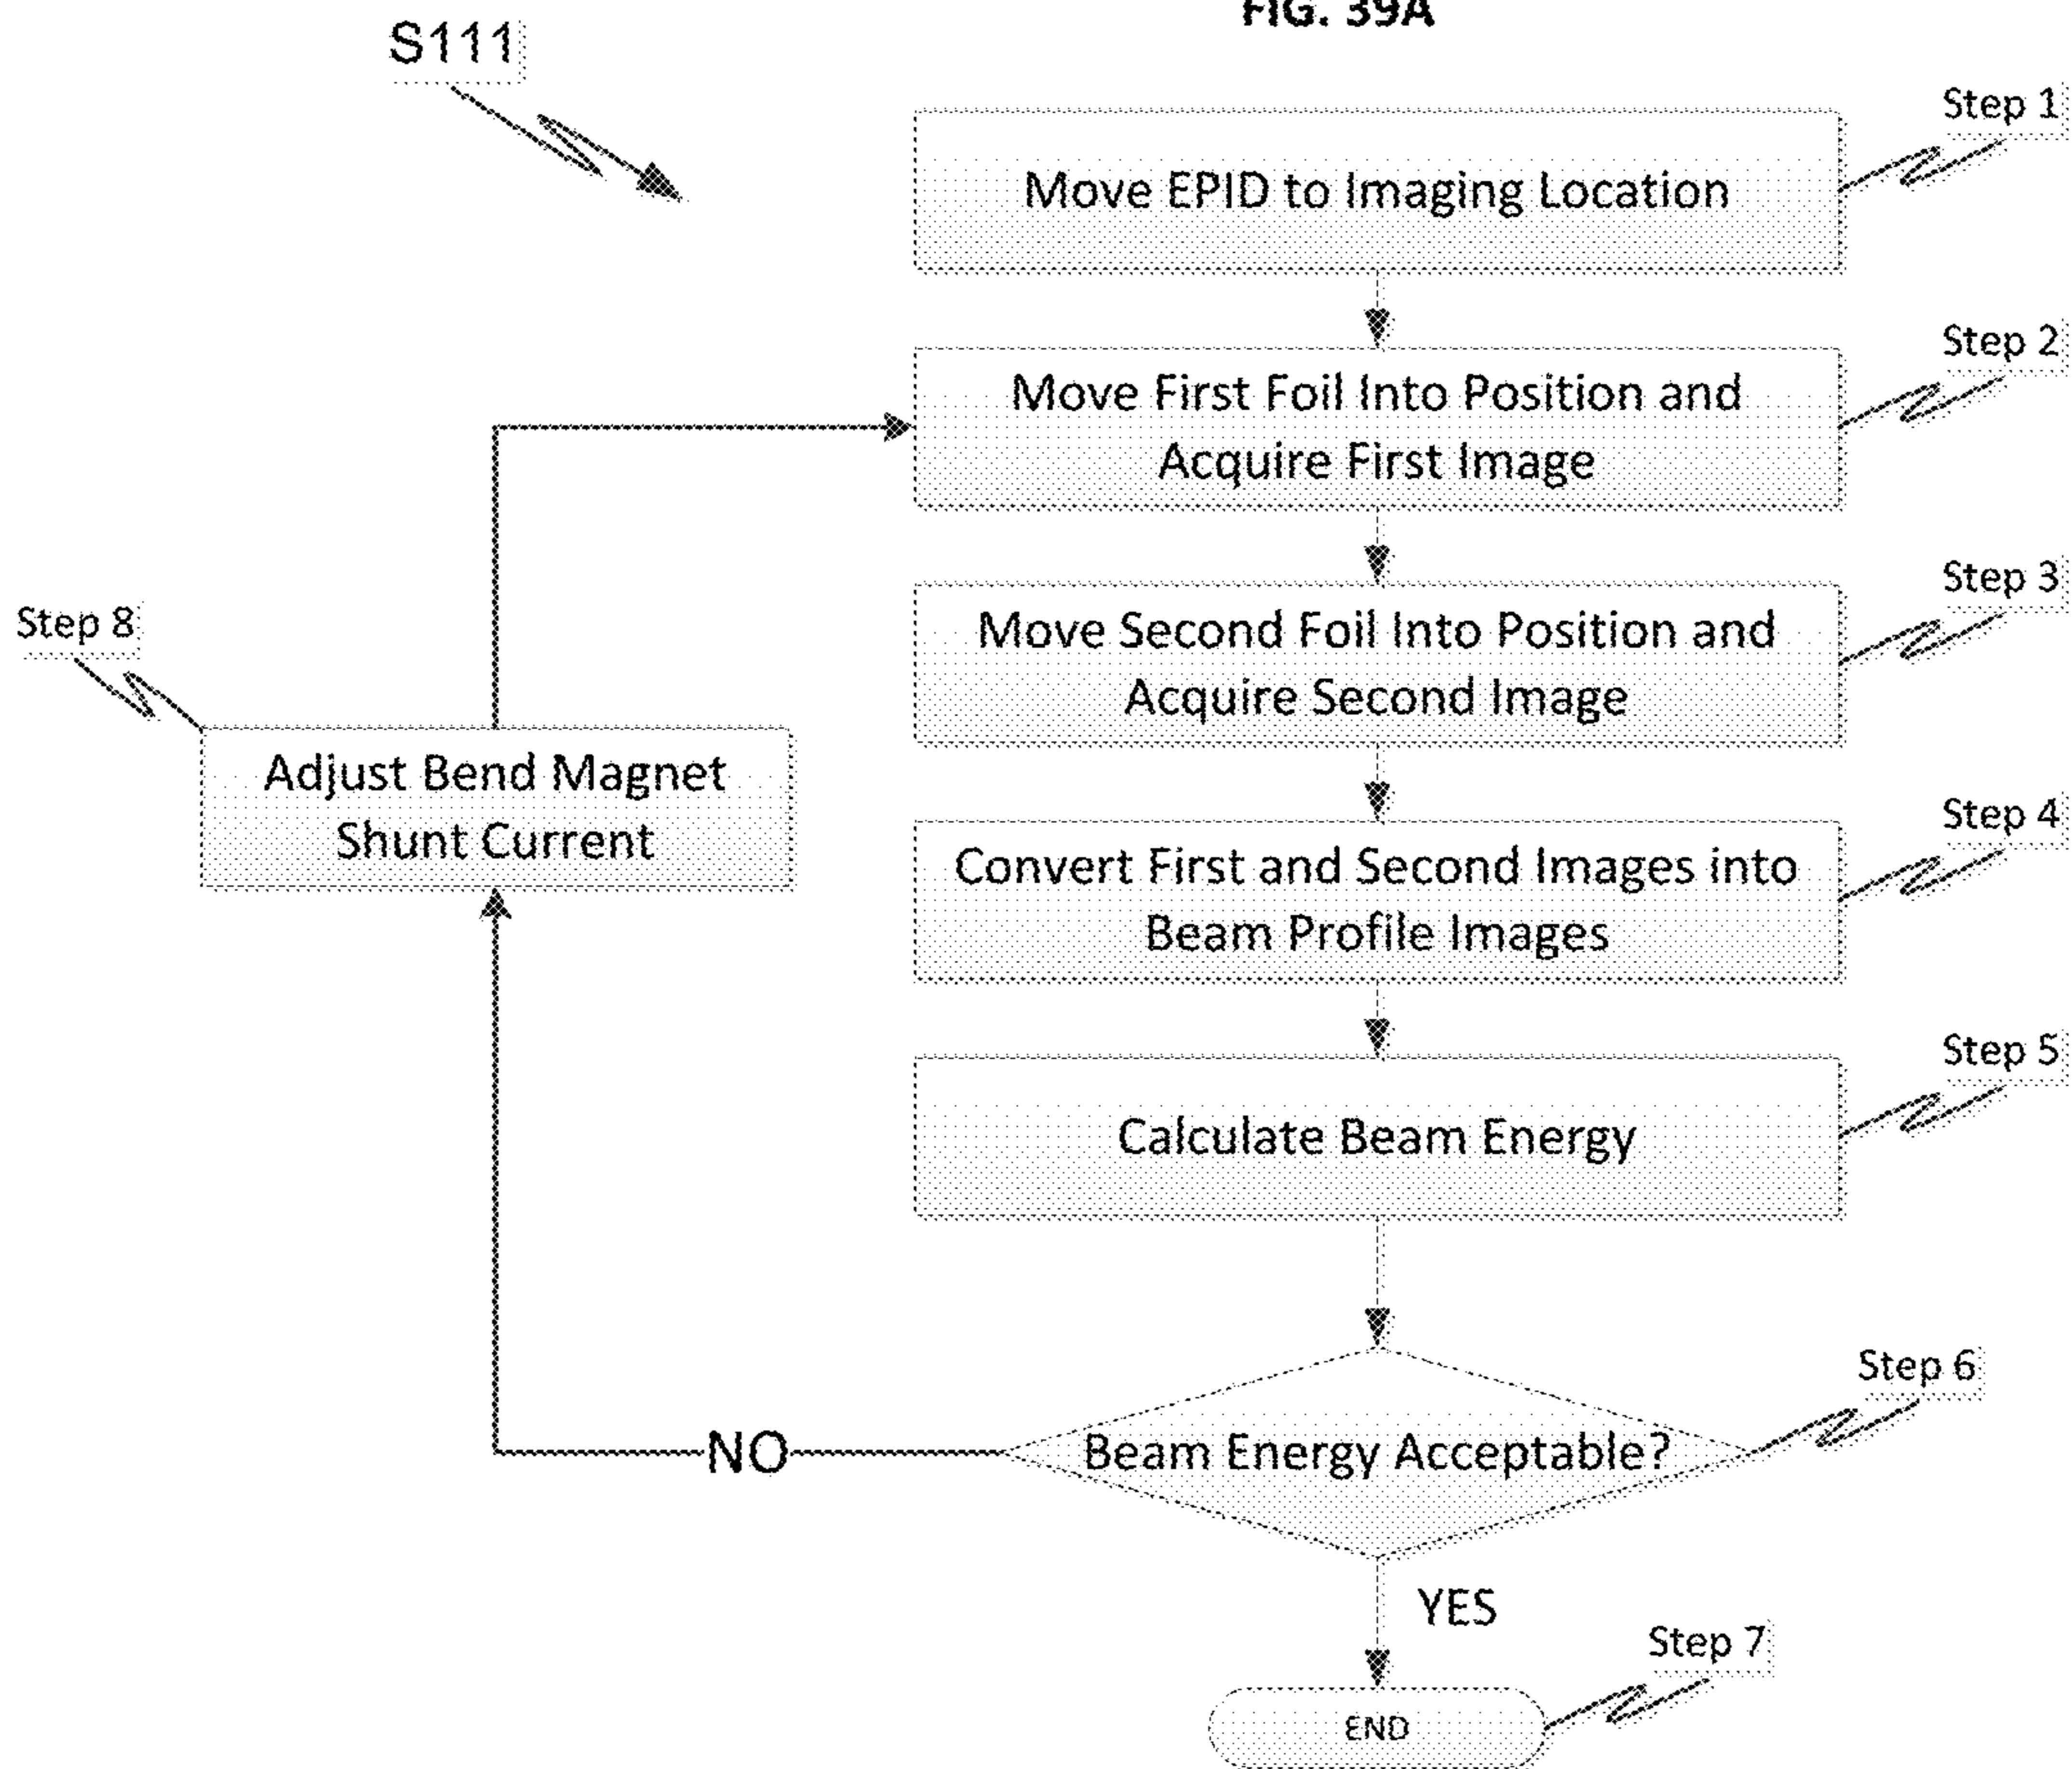 FIG. 39A
S111
Step 1
Move EPID to Imaging Location
Step 2
Move First Foil Into Position and
Acquire First Image
Step 3
Move Second Foil Into Position and
Acquire Second Image
Step 8
Adjust Bend Magnet
Shunt Current
Step 4
Convert First and Second Images into
Beam Profile Images
Step 5
Calculate Beam Energy
Step 6
Beam Energy Acceptable?
NO
YES
Step 7
END